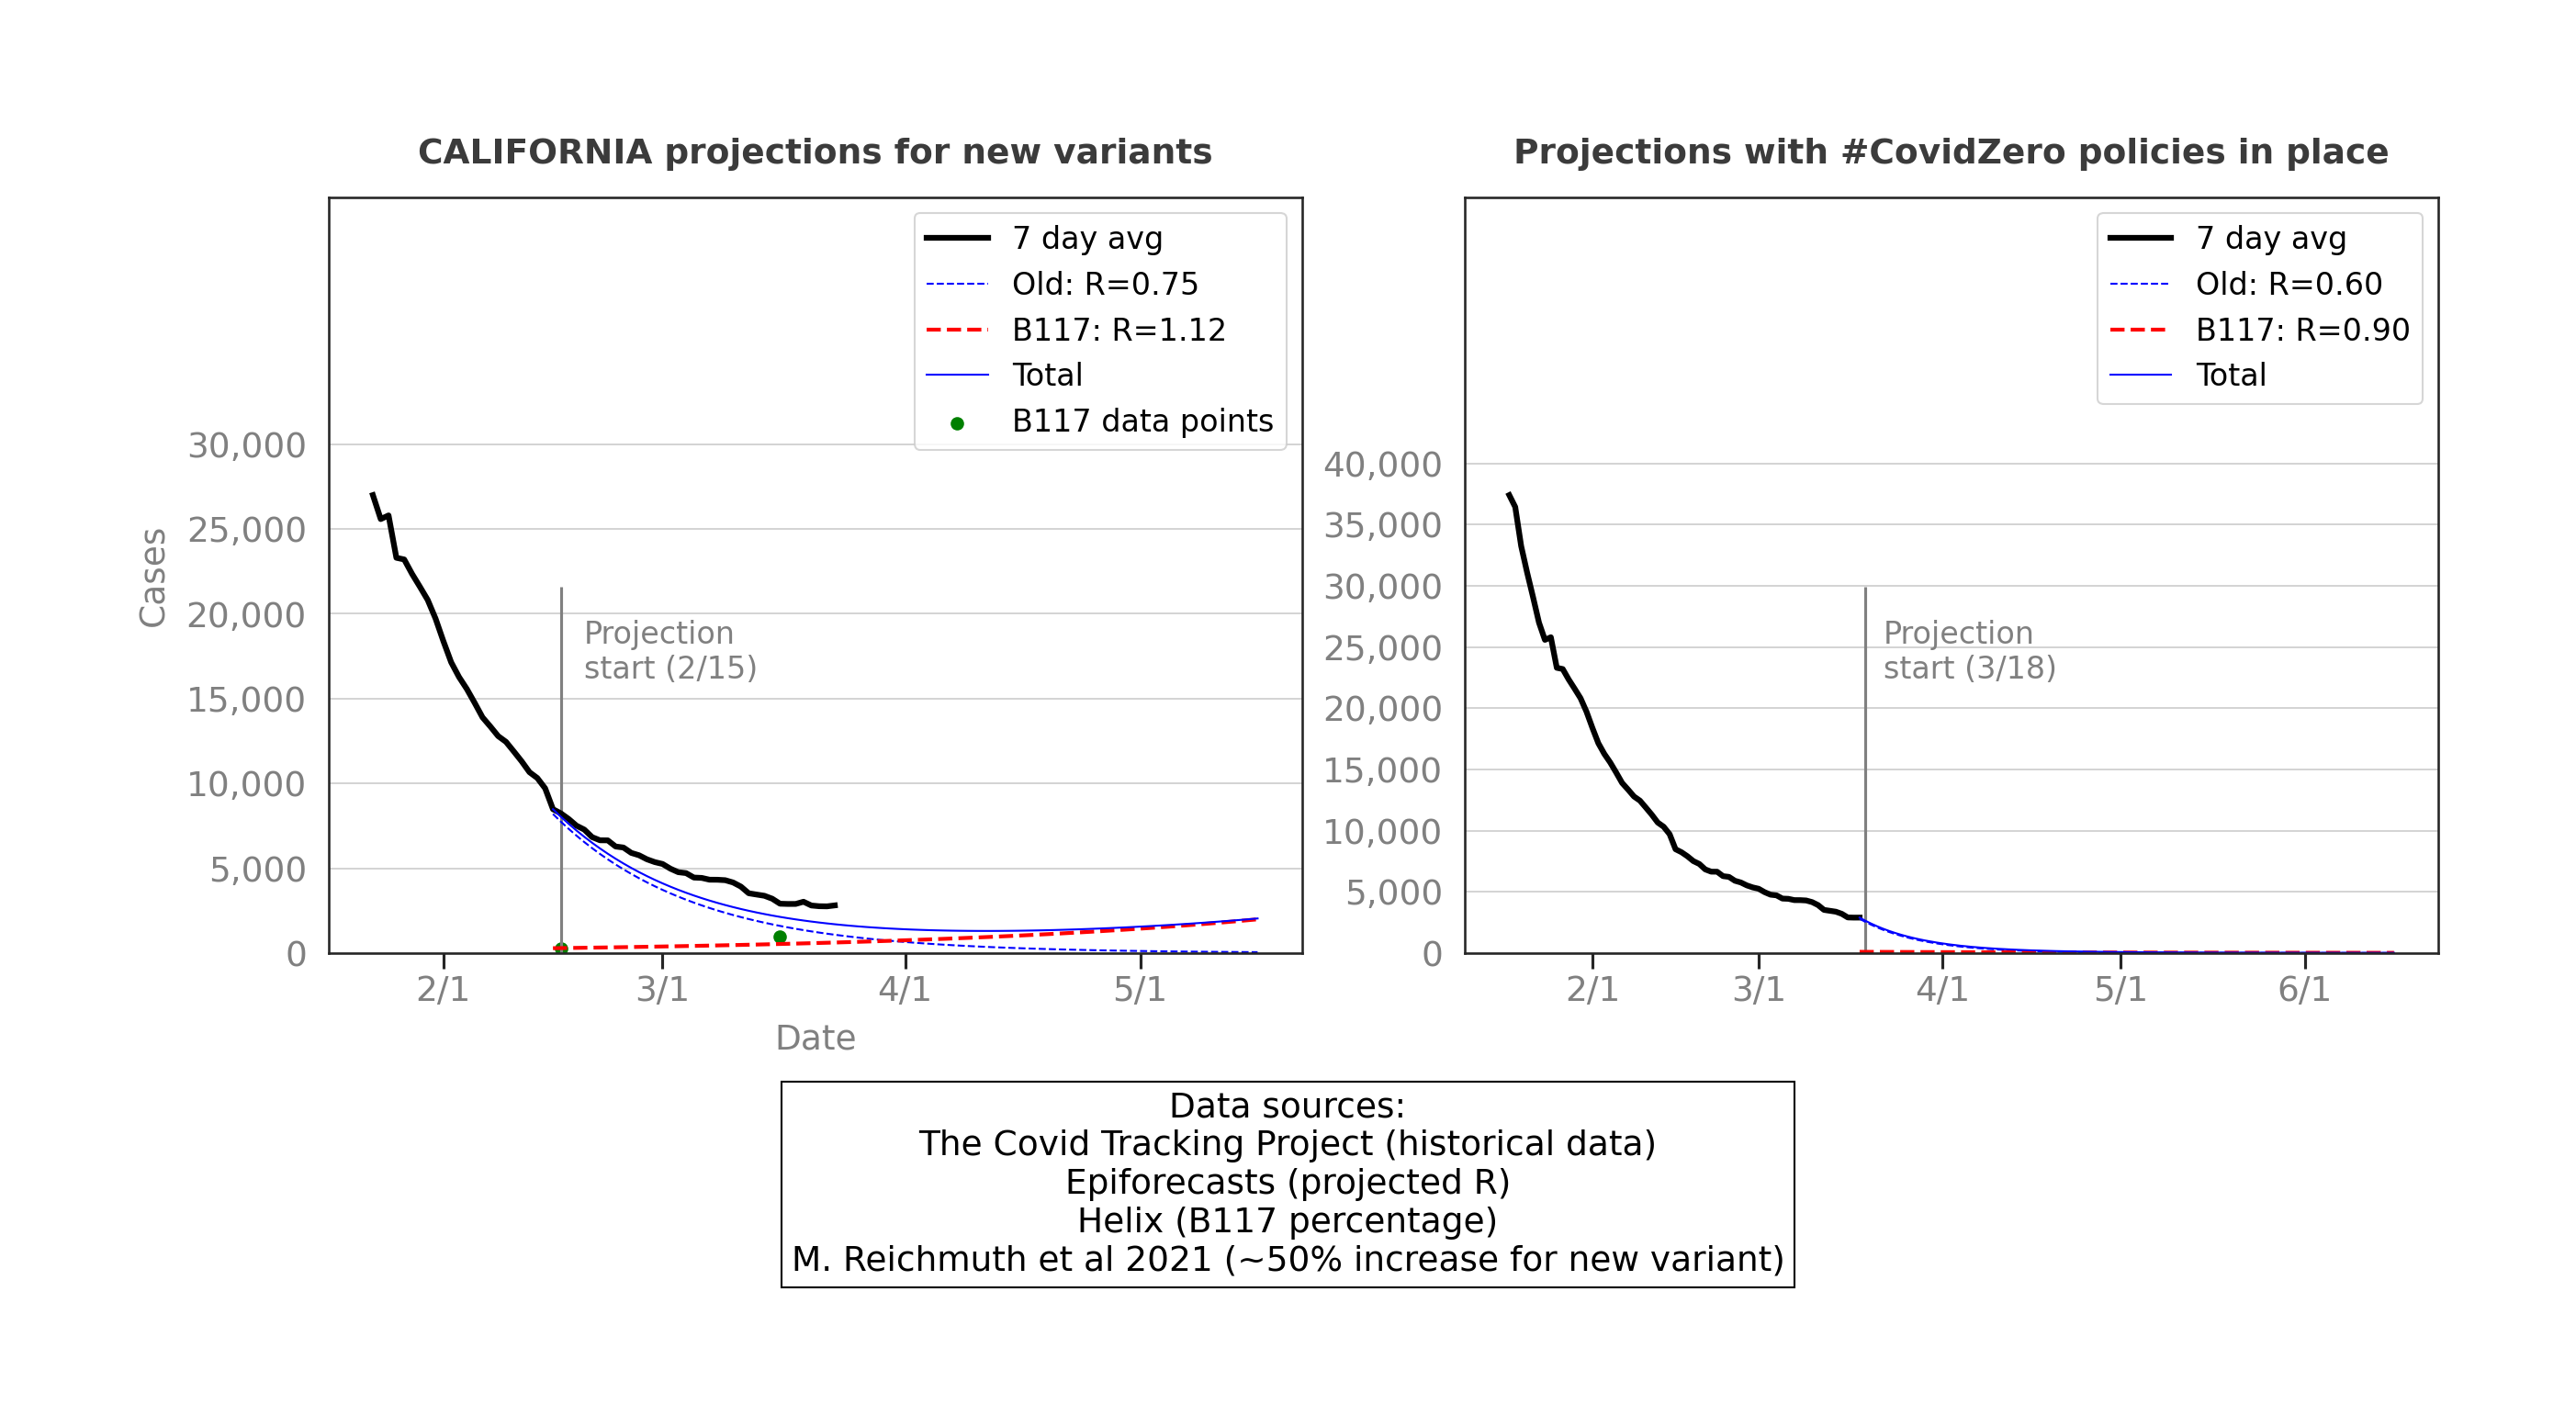 CALIFORNIA projections for new variants
7 day avg
Old: R=0.75
B117: R=1.12
Total
B117 data points
30,000
25,000
20,000
15,000
10,000
5,000
0
Cases
Projection
start (2/15)
2/1
3/1
4/1
5/1
Date
Projections with #CovidZero policies in place
7 day avg
Old: R=0.60
B117: R=0.90
Total
40,000
35,000
30,000
25,000
20,000
15,000
10,000
5,000
0
Projection
start (3/18)
2/1
3/1
4/1
5/1
6/1
Data sources:
The Covid Tracking Project (historical data)
Epiforecasts (projected R)
Helix (B117 percentage)
M. Reichmuth et al 2021 (~50% increase for new variant)